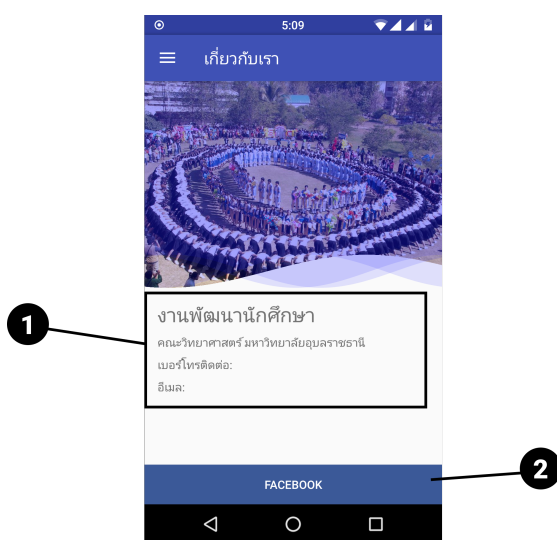 5:09
เกี่ยวกับเรา
งานพัฒนานักศึกษา
คณะวิทยาศาสตร์ มหาวิทยาลัยอุบลราชธานี
เบอร์โทรติดต่อ:
อีเมล:
1
FACEBOOK
2